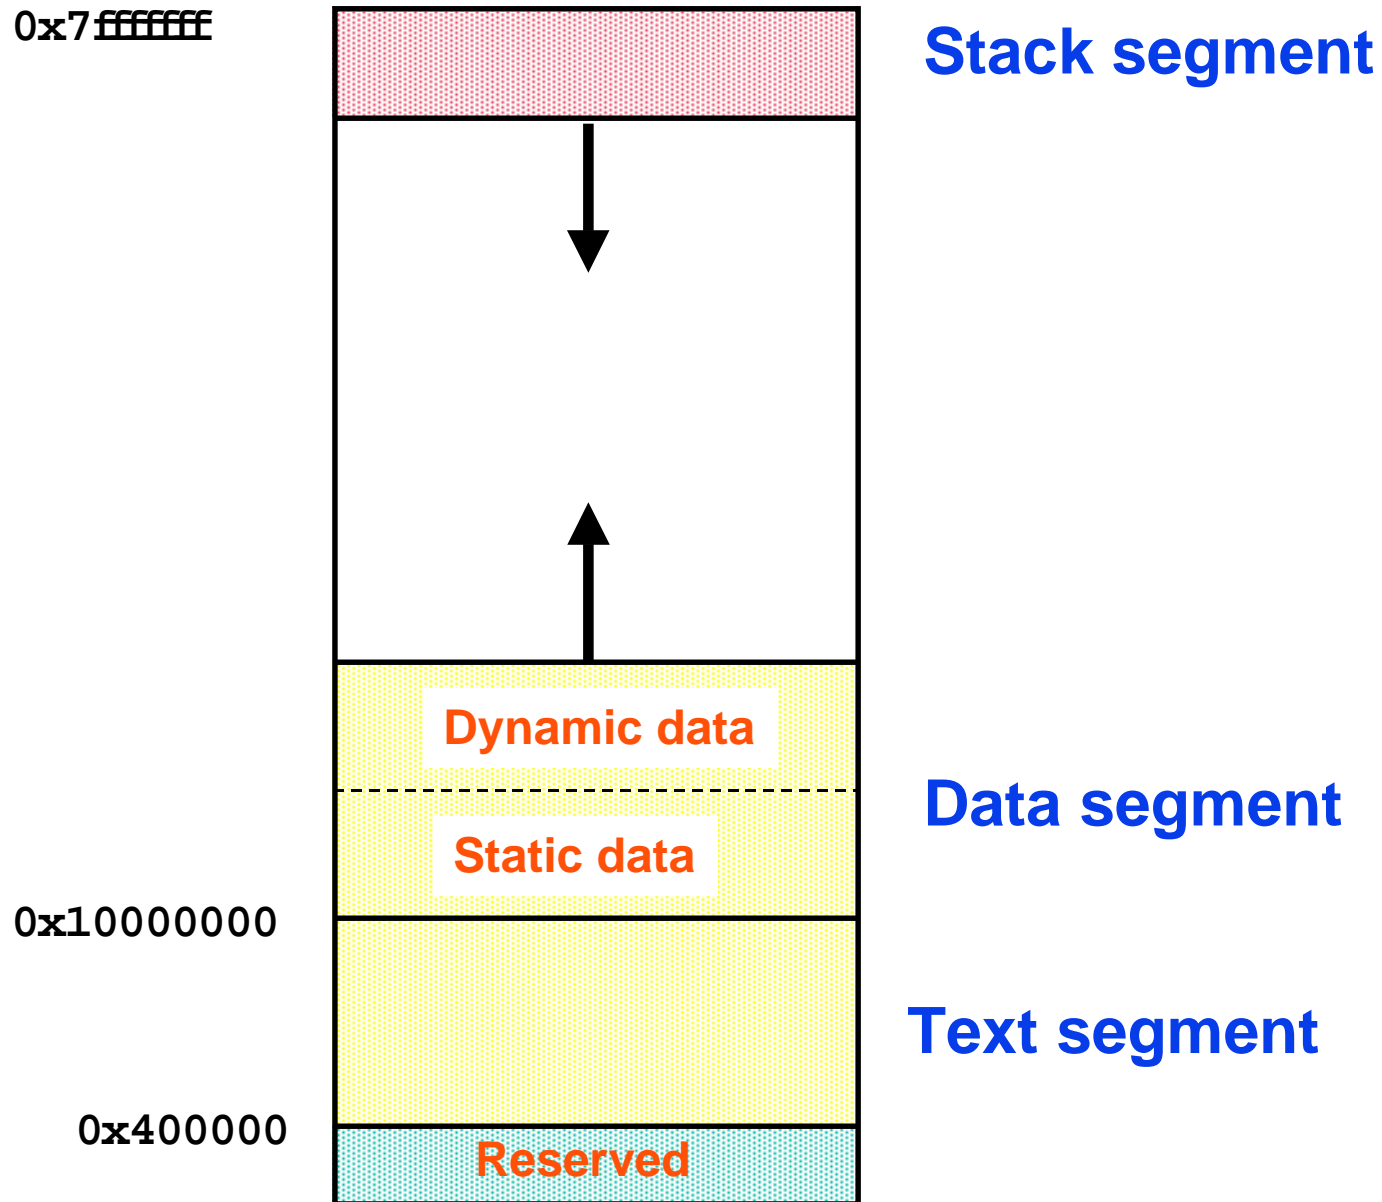 0x7fffffff
Stack segment
Dynamic data
Data segment
Static data
0x10000000
Text segment
0x400000
Reserved